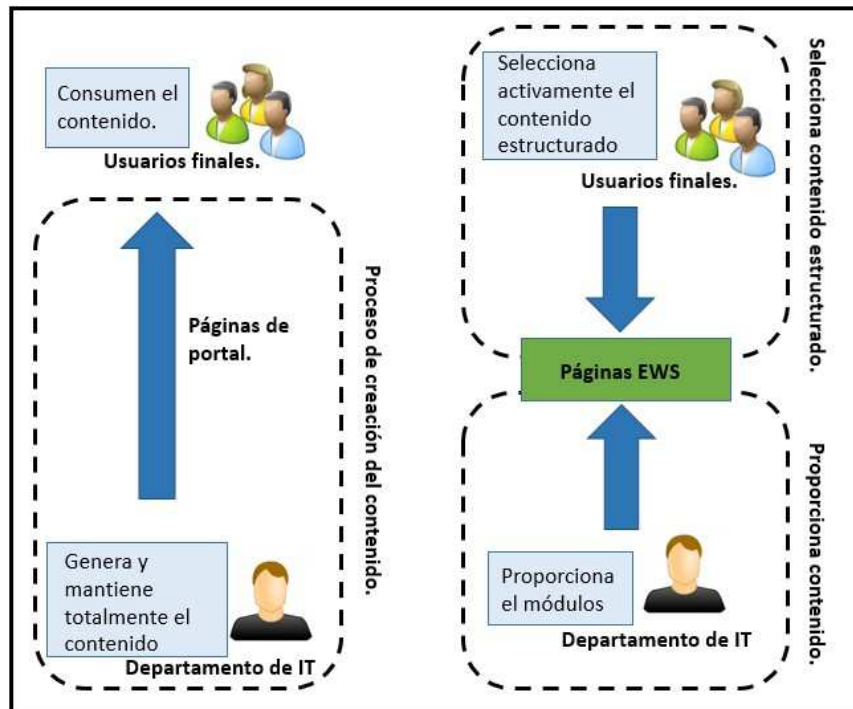 Consumen el
contenido.
Usuarios finales.
Páginas de
portal.
Proceso de creación del contenido.
Genera y
mantiene
totalmente el
contenido
Departamento de IT
Selecciona
activamente el
contenido
estructurado
Usuarios finales.
Selecciona contenido estructurado.
Páginas EWS
Proporciona
el módulos
Departamento de IT
Proporciona contenido.